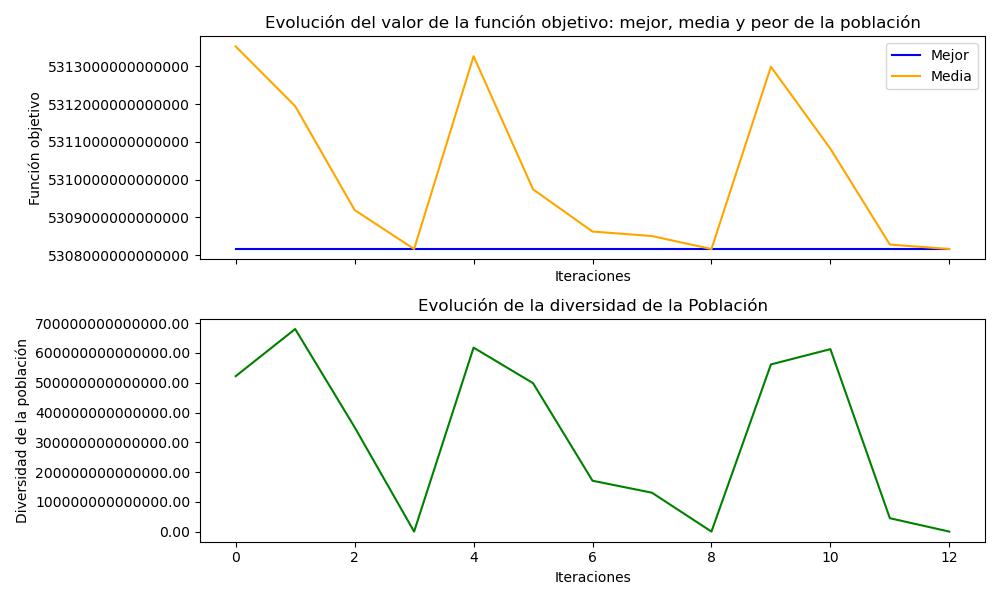 Evolución del valor de la función objetivo: mejor, media y peor de la población
Función objetivo
5313000000000000
5312000000000000
5311000000000000
5310000000000000
5309000000000000
5308000000000000
Mejor
Media
Iteraciones
Evolución de la diversidad de la Población
Diversidad de la población
700000000000000.00
600000000000000.00
500000000000000.00
400000000000000.00
300000000000000.00
200000000000000.00
100000000000000.00
0.00
0 2 4 6 8 10 12
Iteraciones